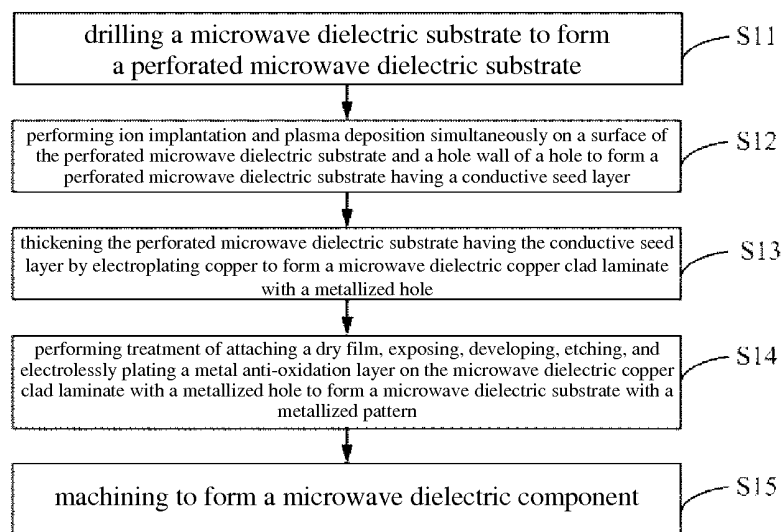 drilling a microwave dielectric substrate to form
a perforated microwave dielectric substrate
S11
performing ion implantation and plasma deposition simultaneously on a surface of
the perforated microwave dielectric substrate and a hole wall of a hole to form a
perforated microwave dielectric substrate having a conductive seed layer
S12
thickening the perforated microwave dielectric substrate having the conductive seed
layer by electroplating copper to form a microwave dielectric copper clad laminate
with a metallized hole
S13
performing treatment of attaching a dry film, exposing, developing, etching, and
electrolessly plating a metal anti-oxidation layer on the microwave dielectric copper
clad laminate with a metallized hole to form a microwave dielectric substrate with a
metallized pattern
S14
machining to form a microwave dielectric component
S15